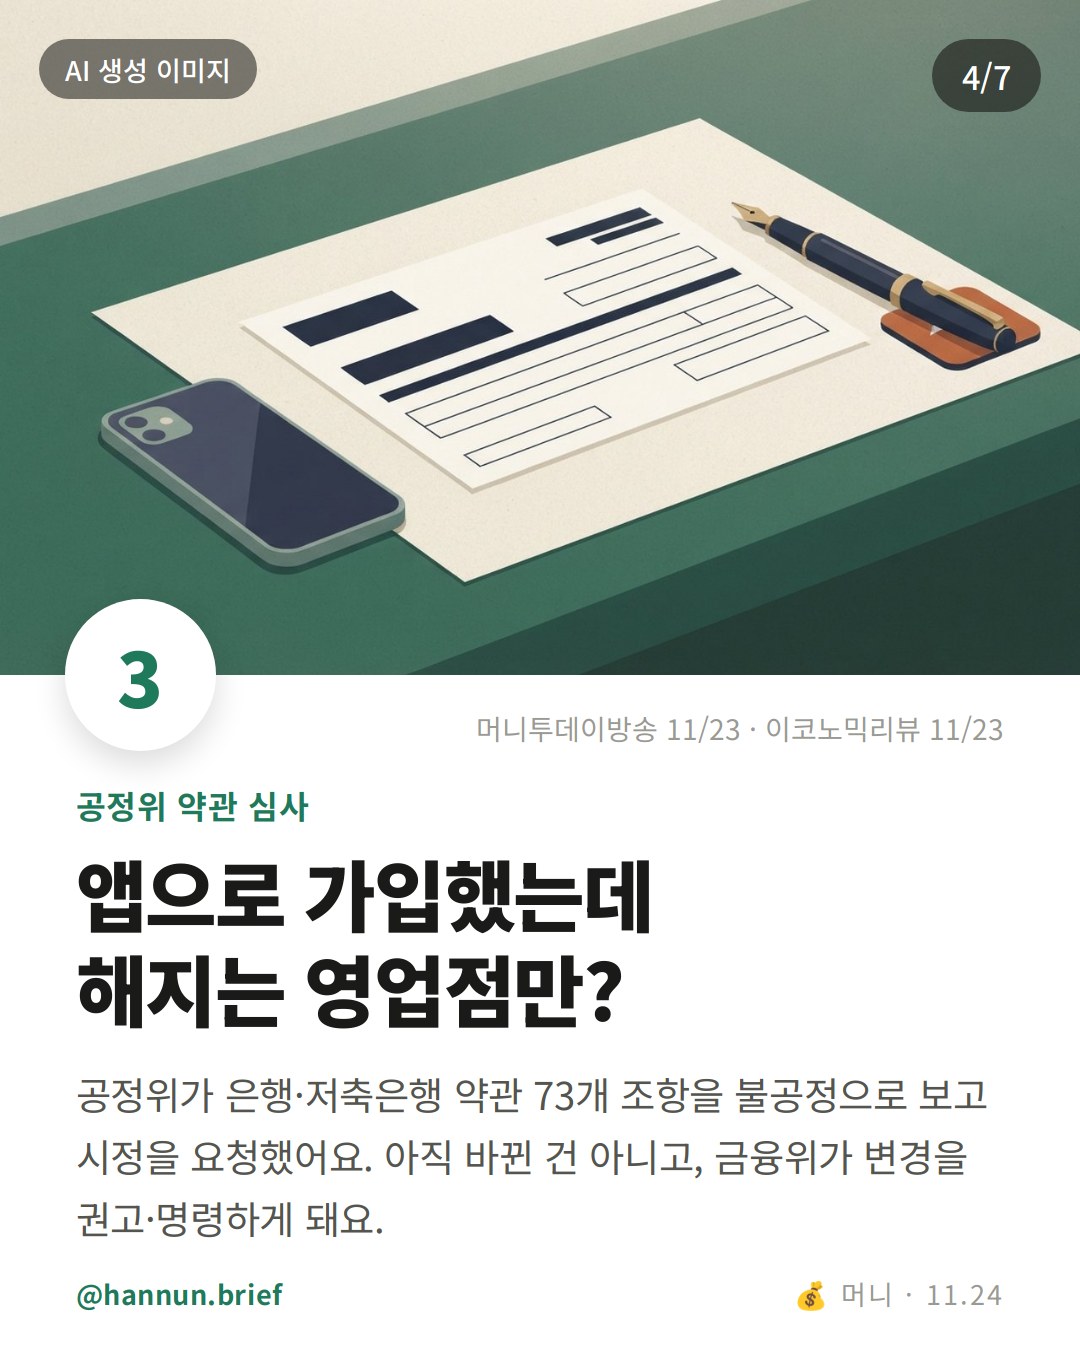 AI 생성 이미지
4/7
3
머니투데이방송 11/23 · 이코노믹리뷰 11/23
공정위 약관 심사
앱으로 가입했는데
해지는 영업점만?
공정위가 은행·저축은행 약관 73개 조항을 불공정으로 보고
시정을 요청했어요. 아직 바뀐 건 아니고, 금융위가 변경을
권고·명령하게 돼요.
@hannun.brief
💰 머니 · 11.24